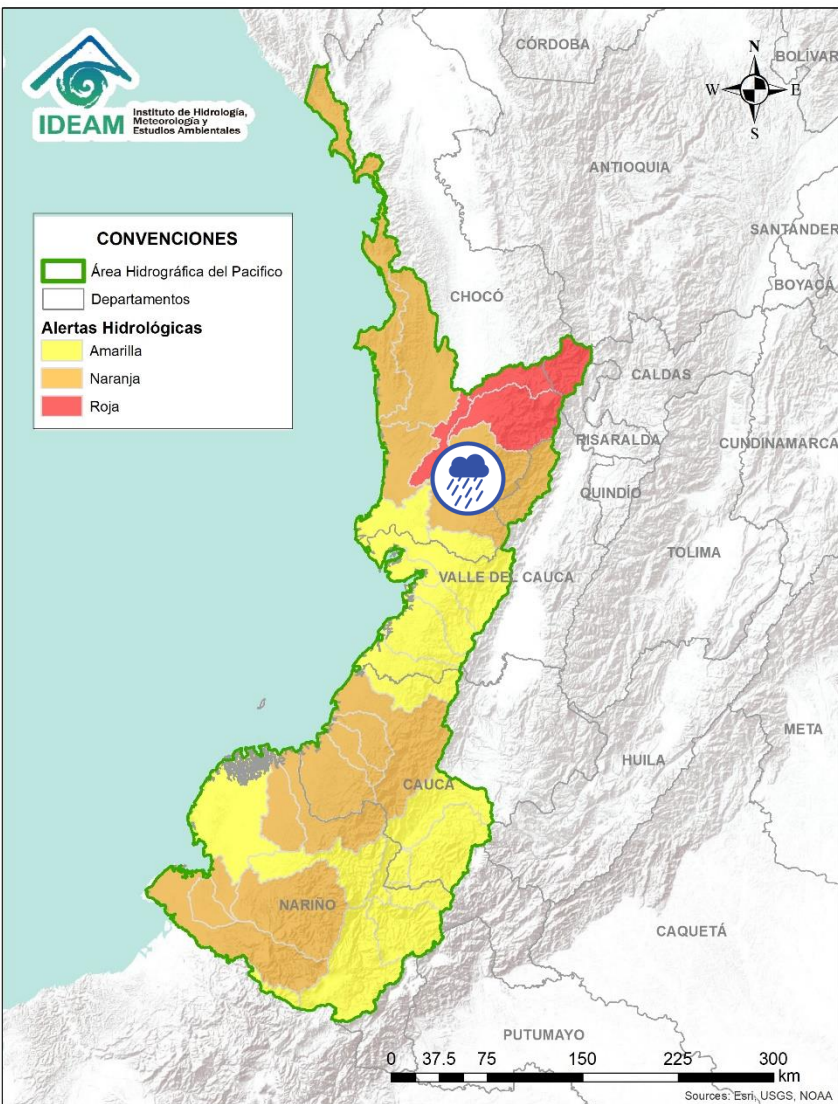 IDEAM
Instituto de Hidrología,
Meteorología y
Estudios Ambientales
CONVENCIONES
Área Hidrográfica del Pacifico
Departamentos
Alertas Hidrológicas
Amarilla
Naranja
Roja
N
W
E
S
CÓRDOBA
BOLÍVAR
ANTIOQUIA
SANTANDER
BOYACÁ
CHOCÓ
CALDAS
RISARALDA
CUNDINAMARCA
QUINDÍO
TOLIMA
VALLE DEL CAUCA
META
HUILA
CAUCA
NARIÑO
CAQUETÁ
PUTUMAYO
0 37.5 75 150 225 300
km
Sources: Esri, USGS, NOAA